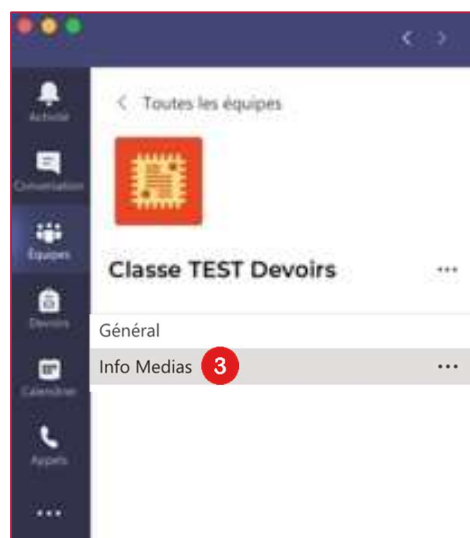 Activité
Conversation
Équipes
Devoirs
Calendrier
Appels
Toutes les équipes
Classe TEST Devoirs
Général
Info Medias 3